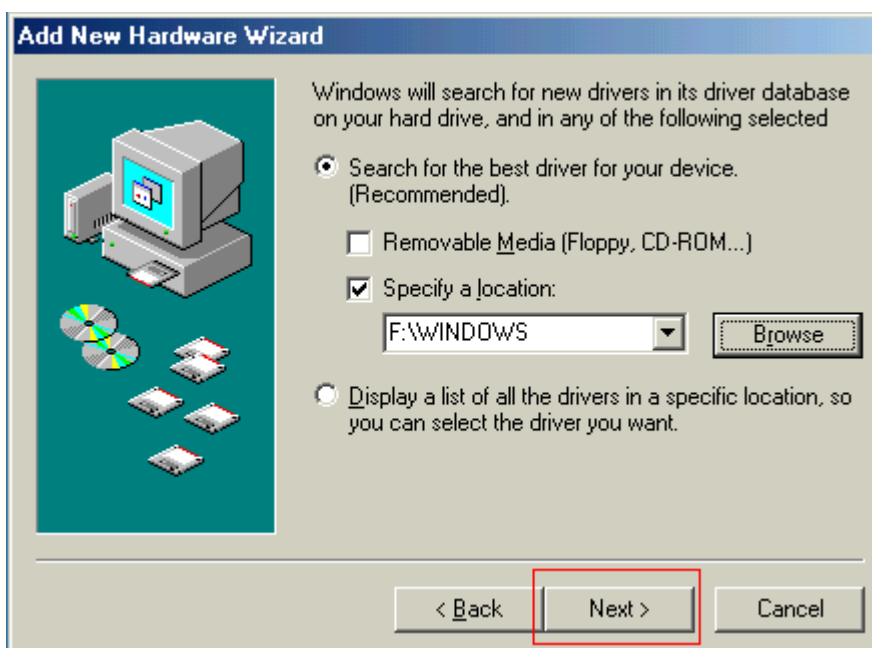 Add New Hardware Wizard
Windows will search for new drivers in its driver database
on your hard drive, and in any of the following selected
Search for the best driver for your device.
(Recommended).
Removable Media (Floppy, CD-ROM...)
Specify a location:
F:\WINDOWS
Browse
Display a list of all the drivers in a specific location, so
you can select the driver you want.
< Back
Next >
Cancel